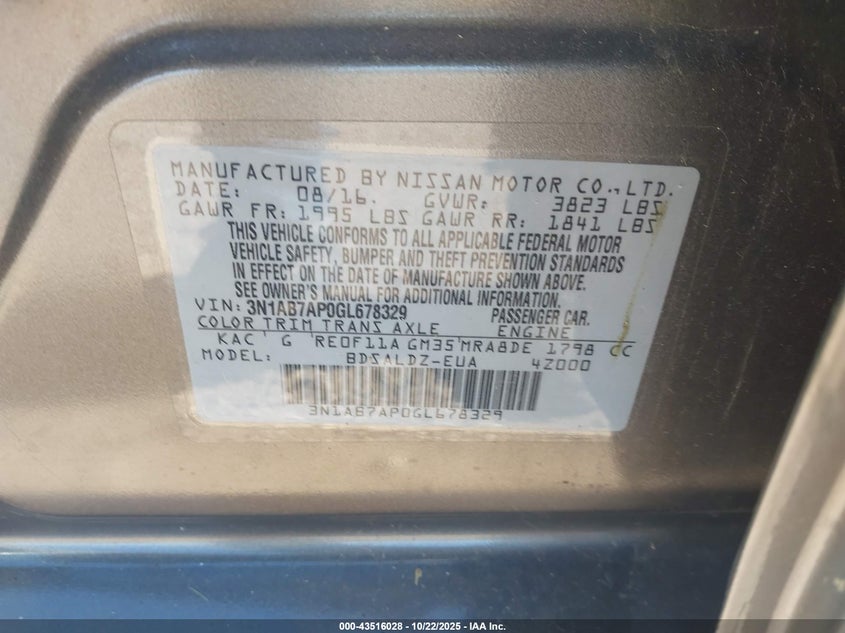 MANUFACTURED BY NISSAN MOTOR CO., LTD.
DATE: 08/16. GVWR: 3823 LBS
GAWR FR: 1995 LBS GAWR RR: 1841 LBS
THIS VEHICLE CONFORMS TO ALL APPLICABLE FEDERAL MOTOR
VEHICLE SAFETY, BUMPER AND THEFT PREVENTION STANDARDS
IN EFFECT ON THE DATE OF MANUFACTURE SHOWN ABOVE.
SEE OWNER'S MANUAL FOR ADDITIONAL INFORMATION.
VIN: 3N1AB7AP0GL678329 PASSENGER CAR.
COLOR TRIM TRANS AXLE ENGINE
KAC G RE0F11A GM35 MRA8DE 1798 CC
MODEL: BDSALDZ-EUA 4Z000
3N1AB7AP0GL678329
000-43516028 - 10/22/2025 - IAA Inc.